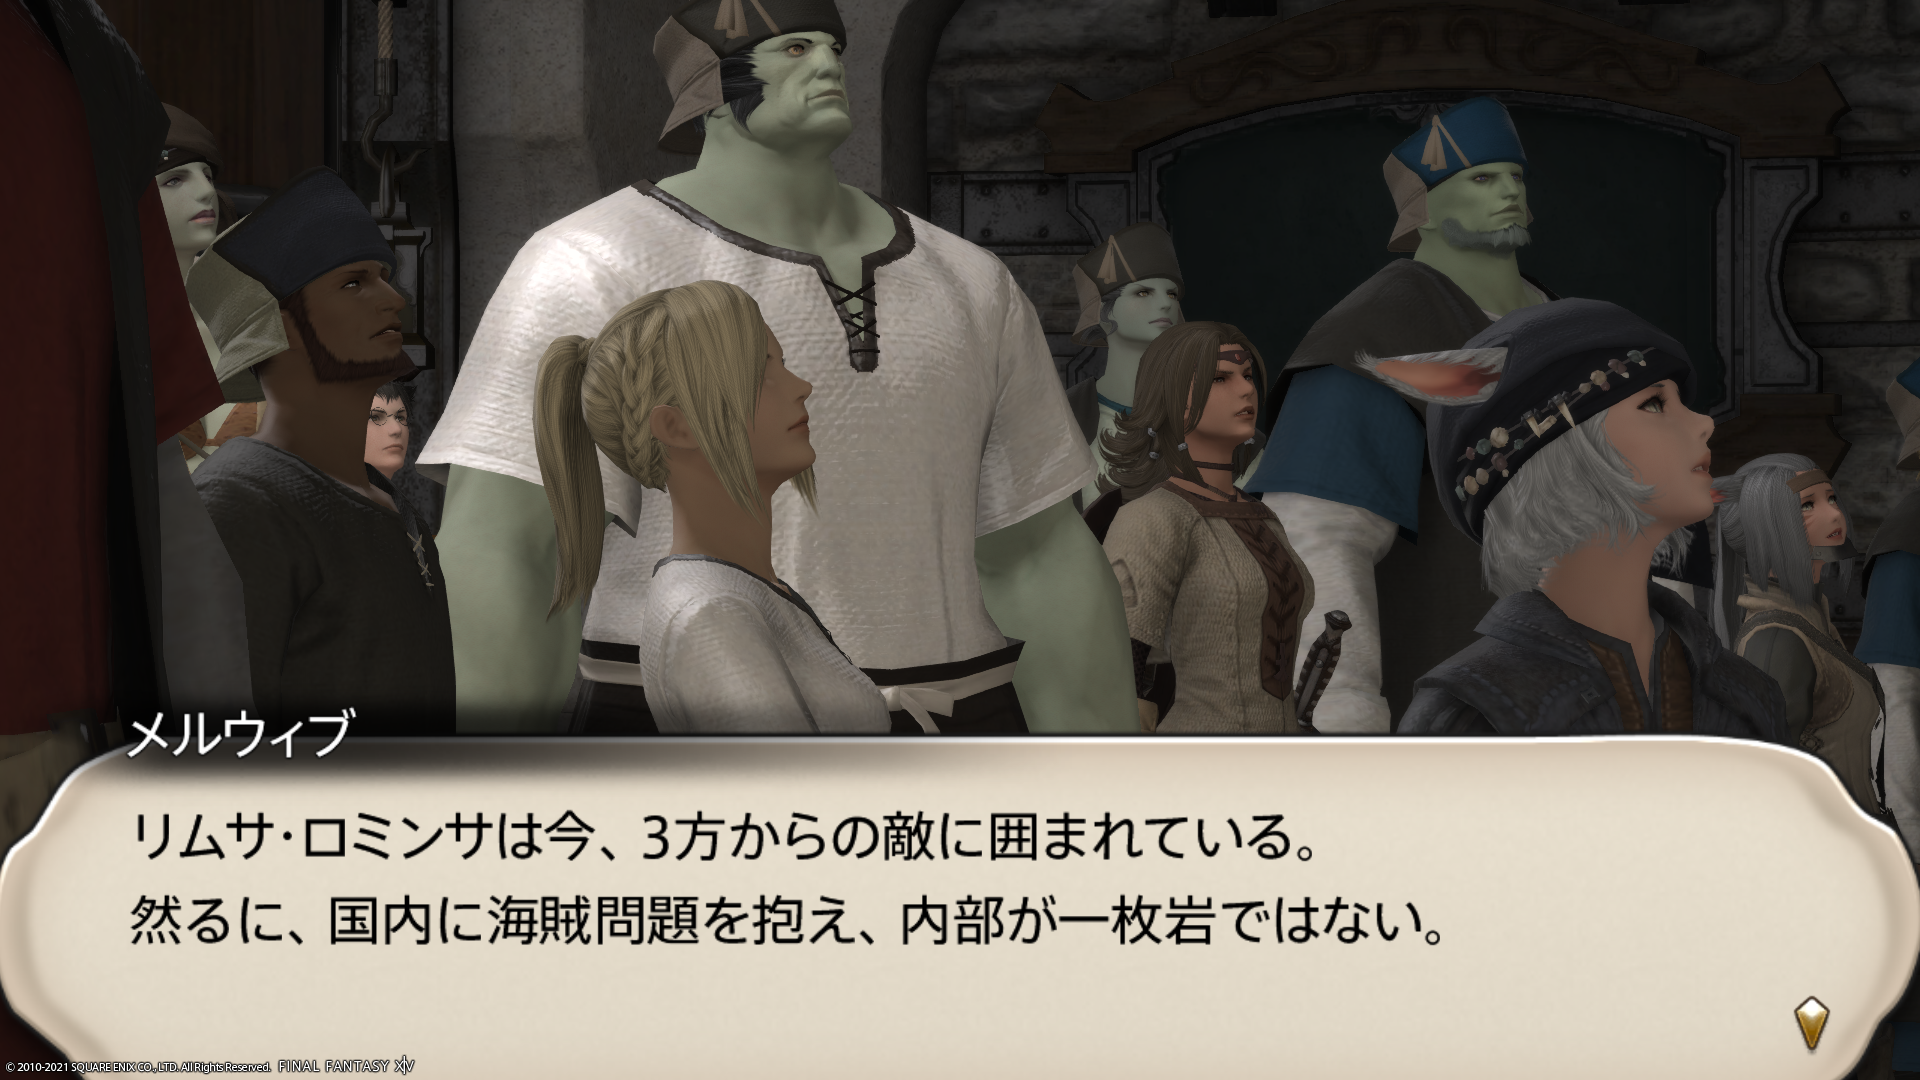 メルウィブ
リムサ・ロミンサは今、3方からの敵に囲まれている。
然るに、国内に海賊問題を抱え、内部が一枚岩ではない。
© 2010-2021 SQUARE ENIX CO., LTD. All Rights Reserved. FINAL FANTASY XIV